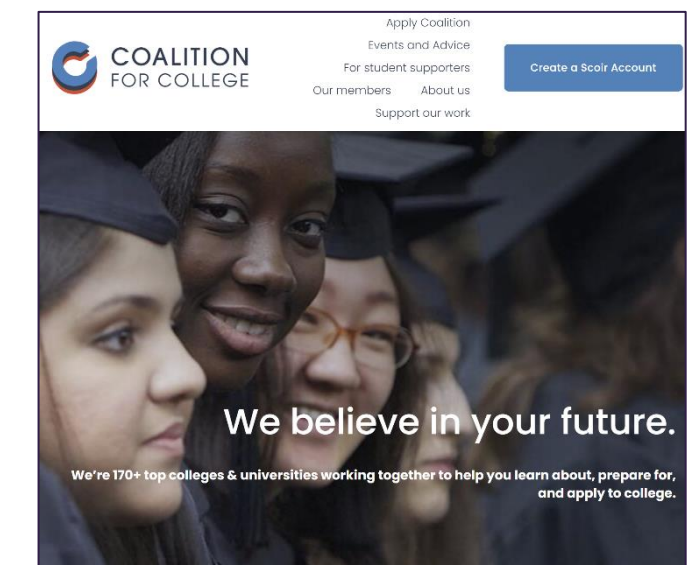 COALITION
FOR COLLEGE
Apply Coalition
Events and Advice
For student supporters
Our members About us
Support our work
Create a Scoir Account
We believe in your future.
We're 170+ top colleges & universities working together to help you learn about, prepare for,
and apply to college.